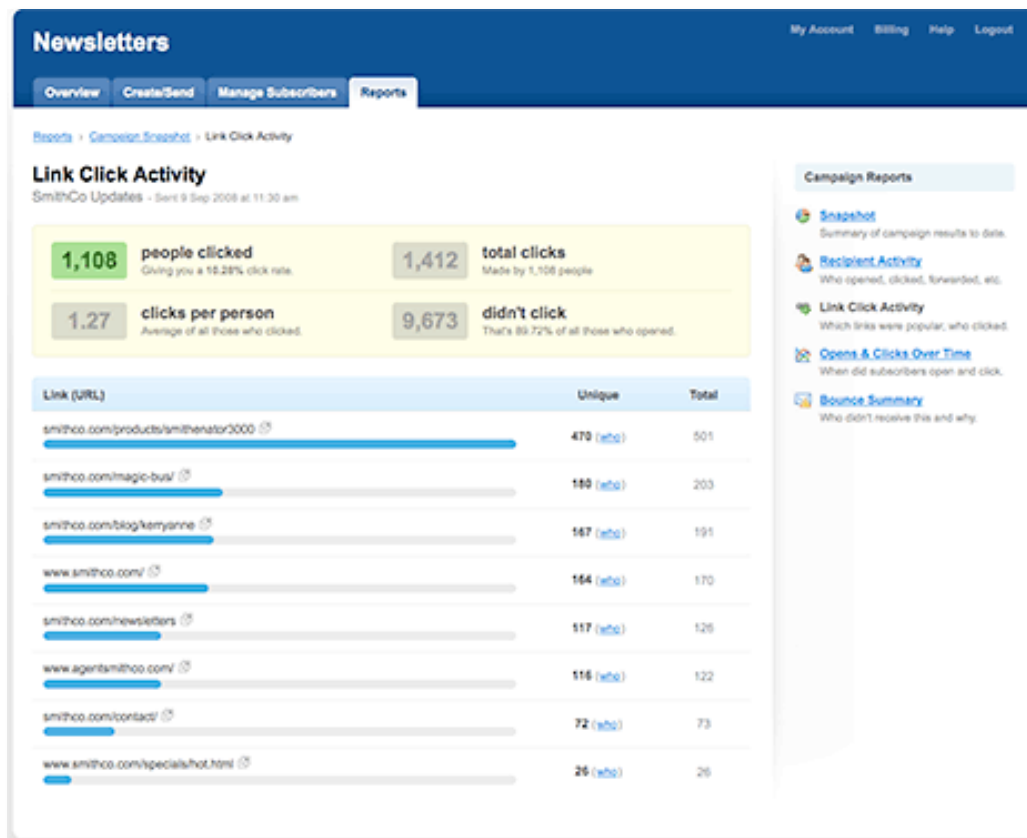 My Account Billing Help Logout
Newsletters
Overview Create/Send Manage Subscribers Reports
Reports › Campaign Snapshot › Link Click Activity
Link Click Activity
SmithCo Updates - Sent 9 Sep 2008 at 11:30 am
1,108 people clicked
Giving you a 10.28% click rate.
1,412 total clicks
Made by 1,108 people
1.27 clicks per person
Average of all those who clicked.
9,673 didn't click
That's 89.72% of all those who opened.
Link (URL) Unique Total
smithco.com/products/smithenator3000 470 (who) 501
smithco.com/magic-bus/ 180 (who) 203
smithco.com/blog/kerryanne 167 (who) 191
www.smithco.com/ 164 (who) 170
smithco.com/newsletters 117 (who) 126
www.agentsmithco.com/ 116 (who) 122
smithco.com/contact/ 72 (who) 73
www.smithco.com/specials/hot.html 26 (who) 26
Campaign Reports
Snapshot
Summary of campaign results to date.
Recipient Activity
Who opened, clicked, forwarded, etc.
Link Click Activity
Which links were popular, who clicked.
Opens & Clicks Over Time
When did subscribers open and click.
Bounce Summary
Who didn't receive this and why.